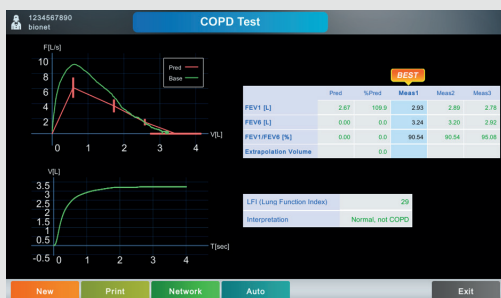 1234567890
bionet
COPD Test
F[L/s]
10
8
6
4
2
0 1 2 3 4
V[L]
Pred
Base
BEST
Pred %Pred Meas1 Meas2 Meas3
FEV1 [L] 2.67 109.9 2.93 2.89 2.78
FEV6 [L] 0.00 0.0 3.24 3.20 2.92
FEV1/FEV6 [%] 0.00 0.0 90.54 90.54 95.08
Extrapolation Volume 0.0
V[L]
3.5
3
2.5
2
1.5
1
0.5
-0.5 0 1 2 3 4
T[sec]
LFI (Lung Function Index) 29
Interpretation Normal, not COPD
New Print Network Auto Exit